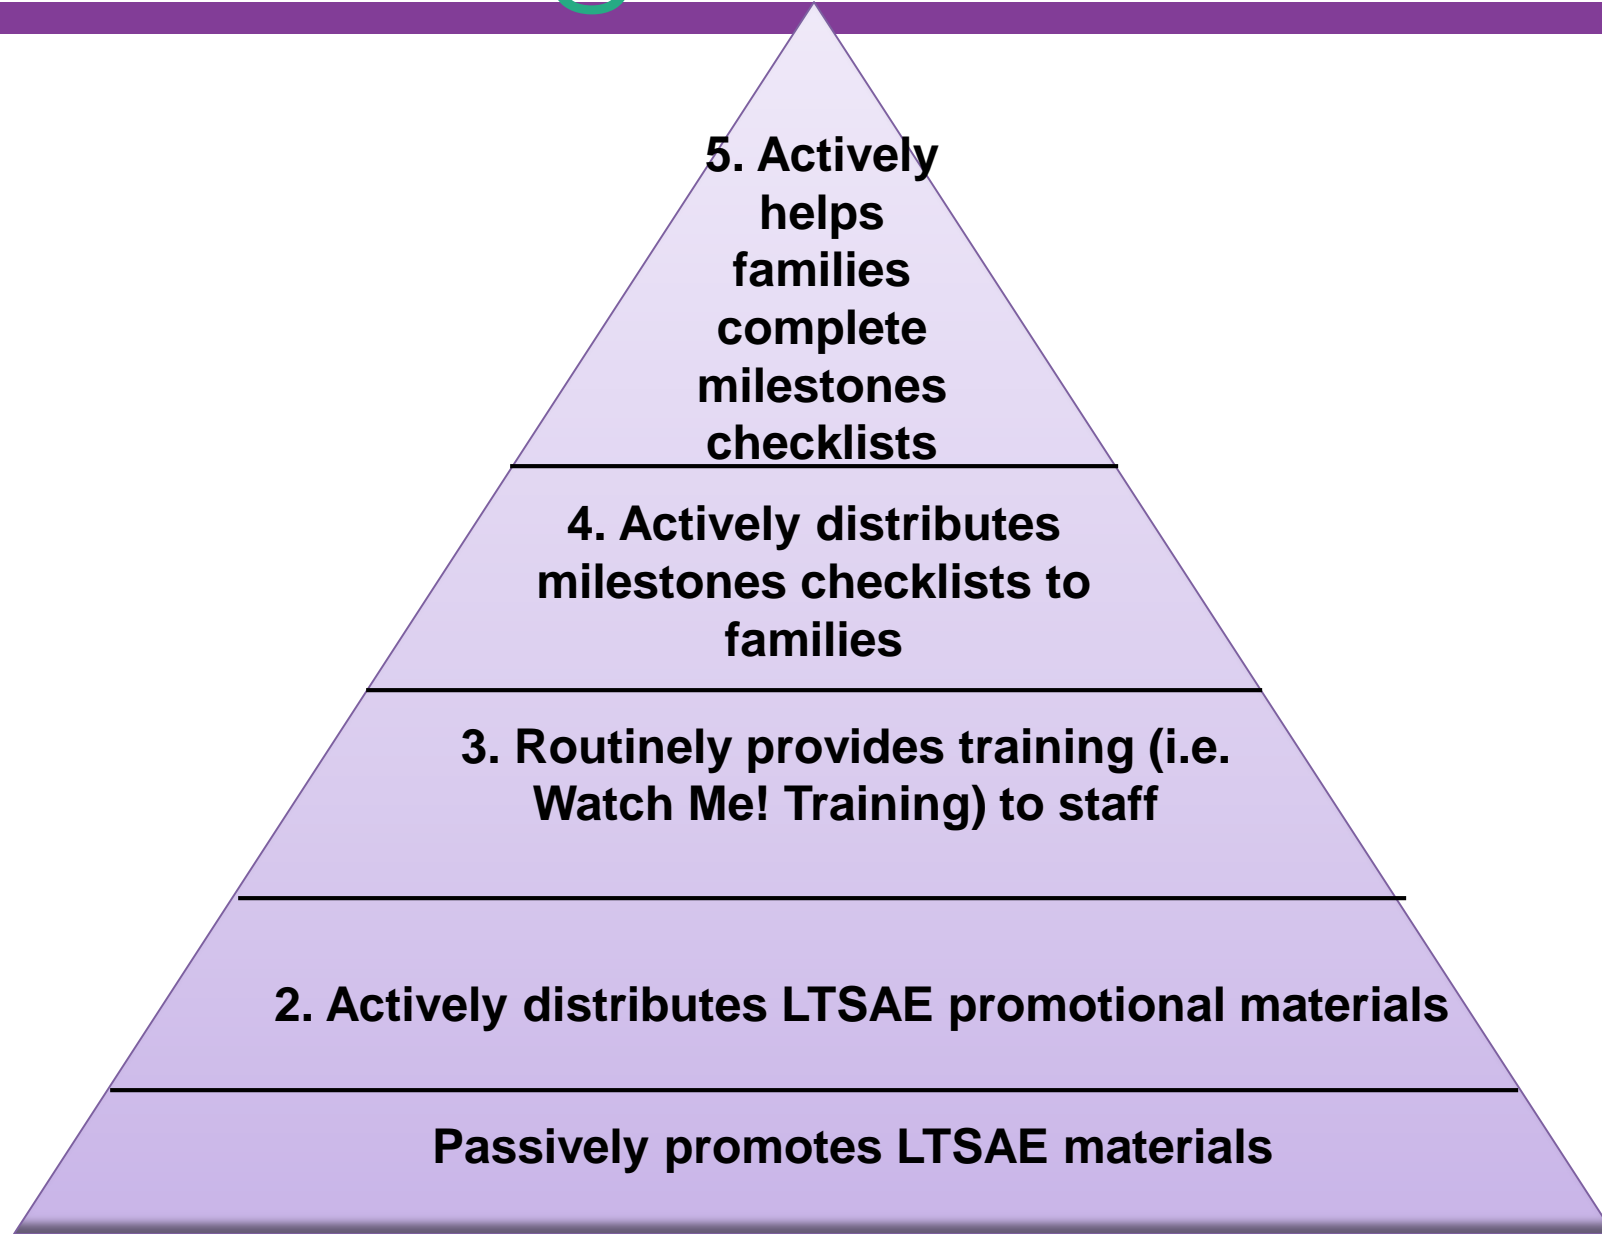 5. Actively
helps
families
complete
milestones
checklists
4. Actively distributes
milestones checklists to
families
3. Routinely provides training (i.e.
Watch Me! Training) to staff
2. Actively distributes LTSAE promotional materials
Passively promotes LTSAE materials